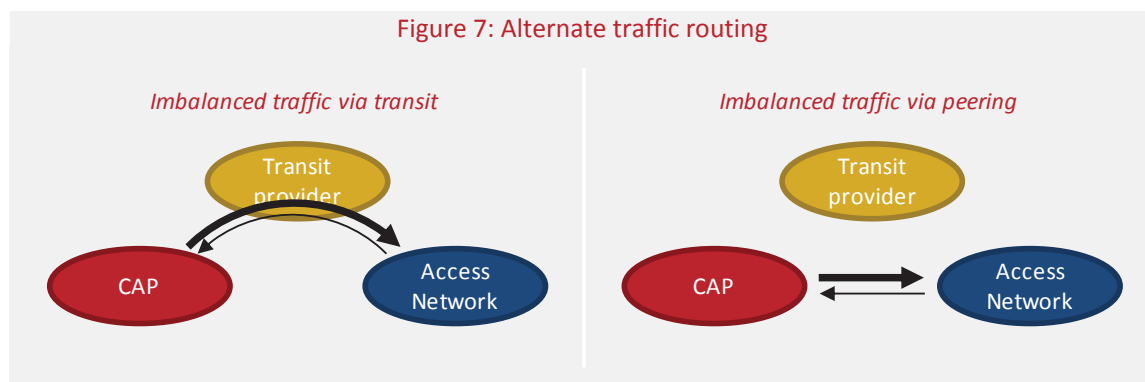 Figure 7: Alternate traffic routing
Imbalanced traffic via transit
Transit
provider
CAP
Access
Network
Imbalanced traffic via peering
Transit
provider
CAP
Access
Network